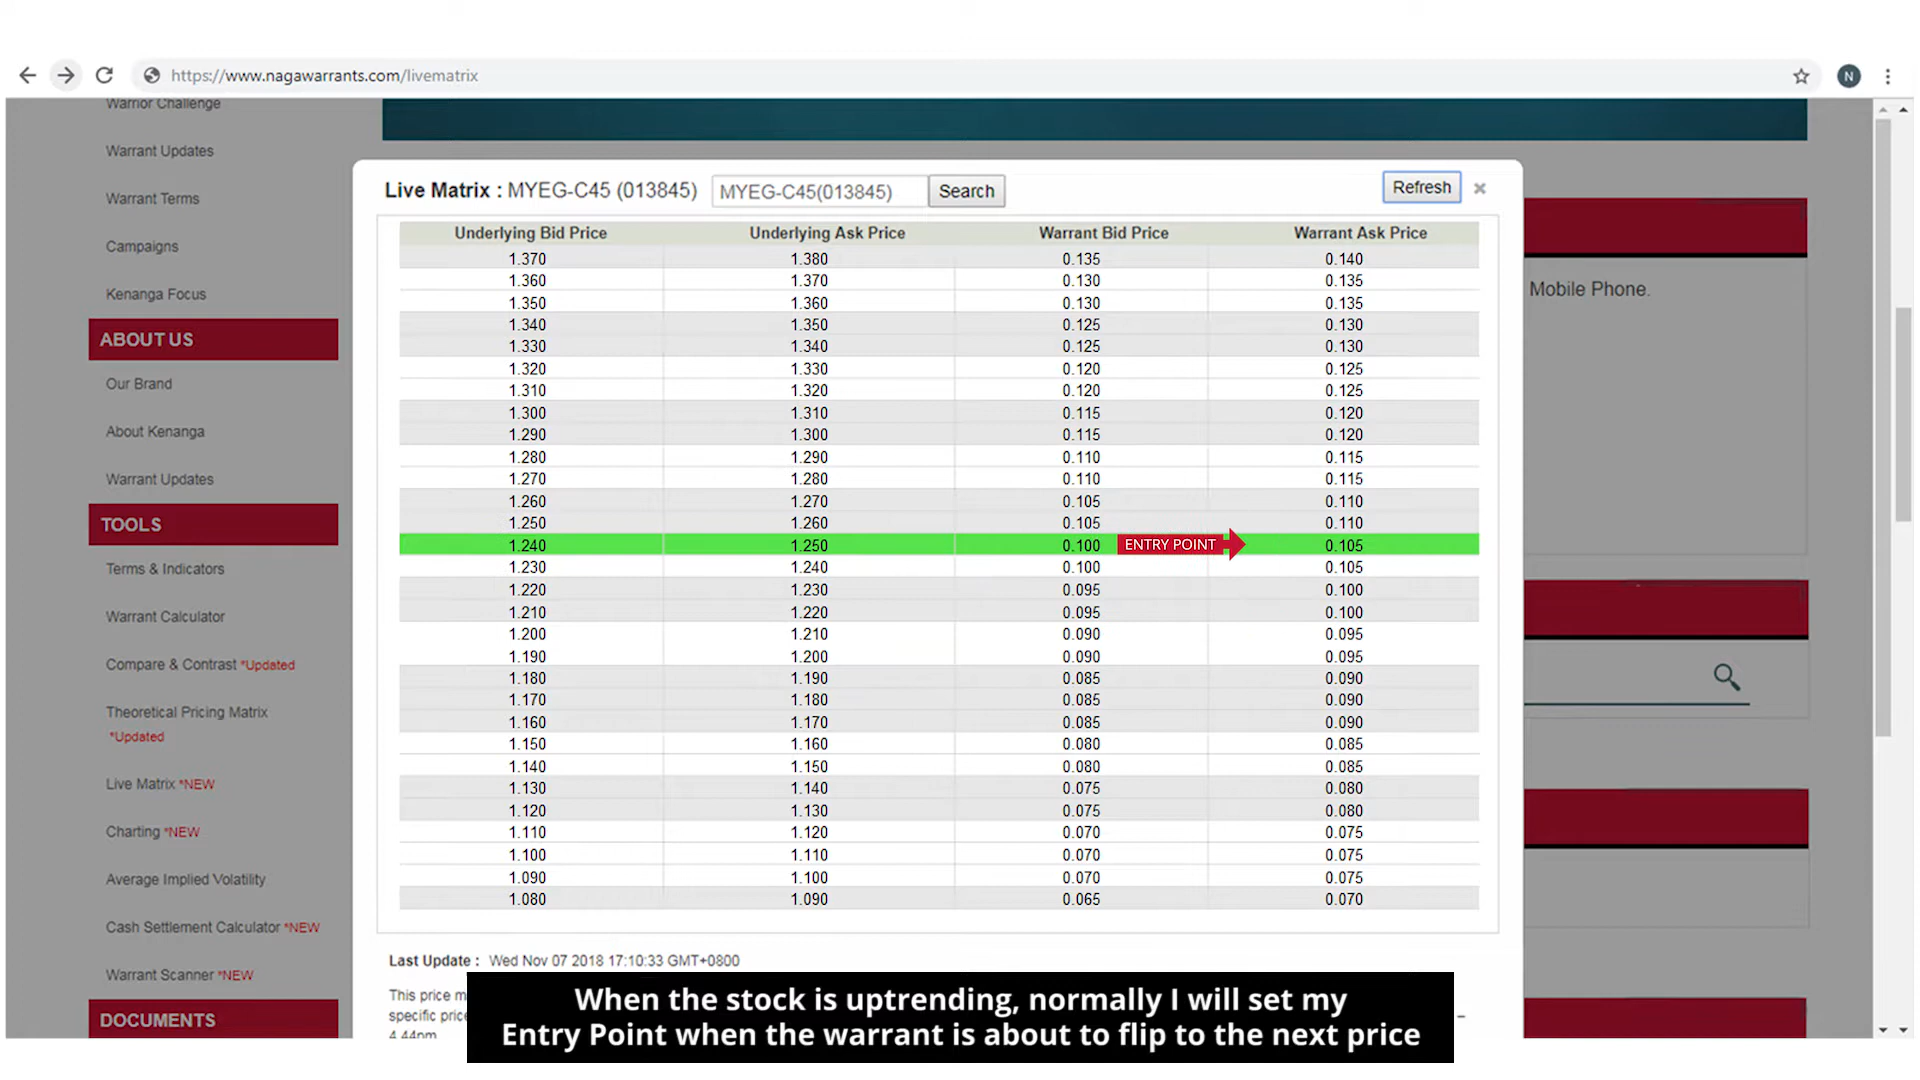 https://www.nagawarrants.com/livematrix
N
Warrior Challenge
Warrant Updates
Warrant Terms
Campaigns
Kenanga Focus
ABOUT US
Our Brand
About Kenanga
Warrant Updates
TOOLS
Terms & Indicators
Warrant Calculator
Compare & Contrast *Updated
Theoretical Pricing Matrix
*Updated
Live Matrix *NEW
Charting *NEW
Average Implied Volatility
Cash Settlement Calculator *NEW
Warrant Scanner *NEW
DOCUMENTS
Live Matrix : MYEG-C45 (013845) MYEG-C45(013845) Search Refresh ×
Underlying Bid Price Underlying Ask Price Warrant Bid Price Warrant Ask Price
1.370 1.380 0.135 0.140
1.360 1.370 0.130 0.135
1.350 1.360 0.130 0.135
1.340 1.350 0.125 0.130
1.330 1.340 0.125 0.130
1.320 1.330 0.120 0.125
1.310 1.320 0.120 0.125
1.300 1.310 0.115 0.120
1.290 1.300 0.115 0.120
1.280 1.290 0.110 0.115
1.270 1.280 0.110 0.115
1.260 1.270 0.105 0.110
1.250 1.260 0.105 0.110
1.240 1.250 0.100 ENTRY POINT 0.105
1.230 1.240 0.100 0.105
1.220 1.230 0.095 0.100
1.210 1.220 0.095 0.100
1.200 1.210 0.090 0.095
1.190 1.200 0.090 0.095
1.180 1.190 0.085 0.090
1.170 1.180 0.085 0.090
1.160 1.170 0.085 0.090
1.150 1.160 0.080 0.085
1.140 1.150 0.080 0.085
1.130 1.140 0.075 0.080
1.120 1.130 0.075 0.080
1.110 1.120 0.070 0.075
1.100 1.110 0.070 0.075
1.090 1.100 0.070 0.075
1.080 1.090 0.065 0.070
Last Update : Wed Nov 07 2018 17:10:33 GMT+0800
This price m
specific price
4.44pm
Mobile Phone.
When the stock is uptrending, normally I will set my
Entry Point when the warrant is about to flip to the next price